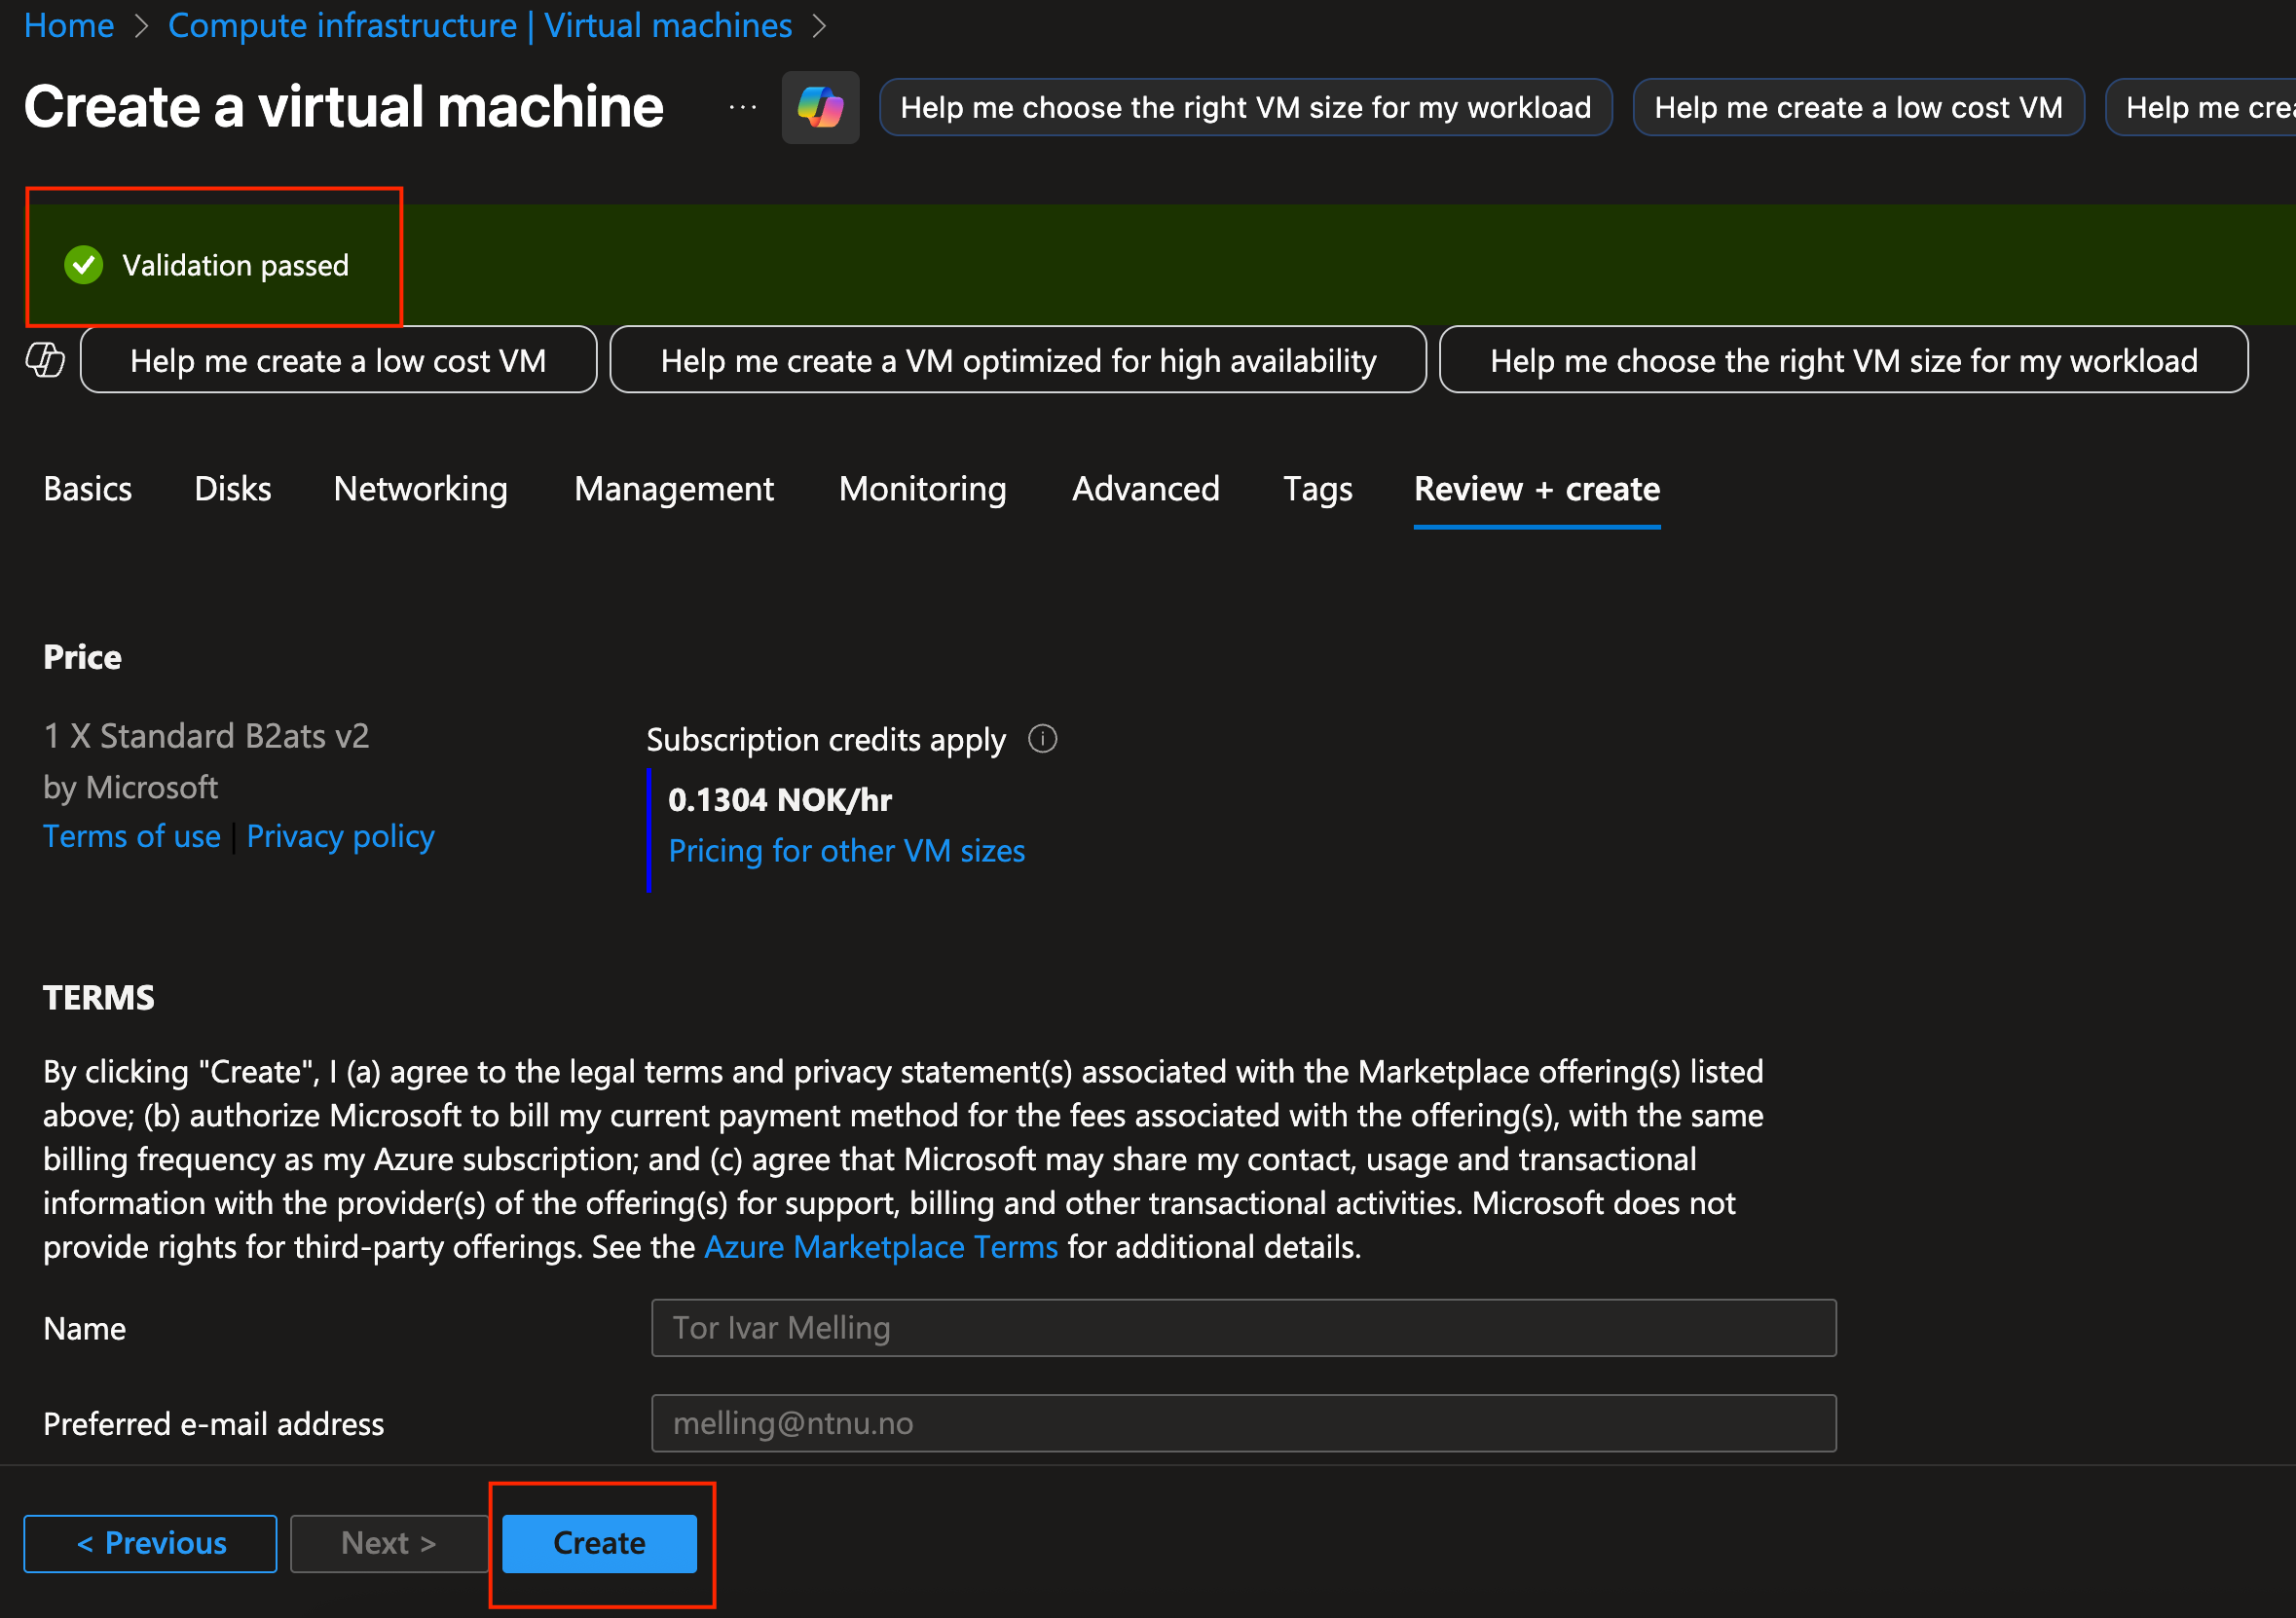 Home > Compute infrastructure | Virtual machines >
Create a virtual machine ... Help me choose the right VM size for my workload Help me create a low cost VM Help me
Validation passed
Help me create a low cost VM Help me create a VM optimized for high availability Help me choose the right VM size for my workload
Basics Disks Networking Management Monitoring Advanced Tags Review + create
Price
1 X Standard B2ats v2
by Microsoft
Terms of use | Privacy policy
Subscription credits apply
0.1304 NOK/hr
Pricing for other VM sizes
TERMS
By clicking "Create", I (a) agree to the legal terms and privacy statement(s) associated with the Marketplace offering(s) listed
above; (b) authorize Microsoft to bill my current payment method for the fees associated with the offering(s), with the same
billing frequency as my Azure subscription; and (c) agree that Microsoft may share my contact, usage and transactional
information with the provider(s) of the offering(s) for support, billing and other transactional activities. Microsoft does not
provide rights for third-party offerings. See the Azure Marketplace Terms for additional details.
Name Tor Ivar Melling
Preferred e-mail address melling@ntnu.no
< Previous Next > Create